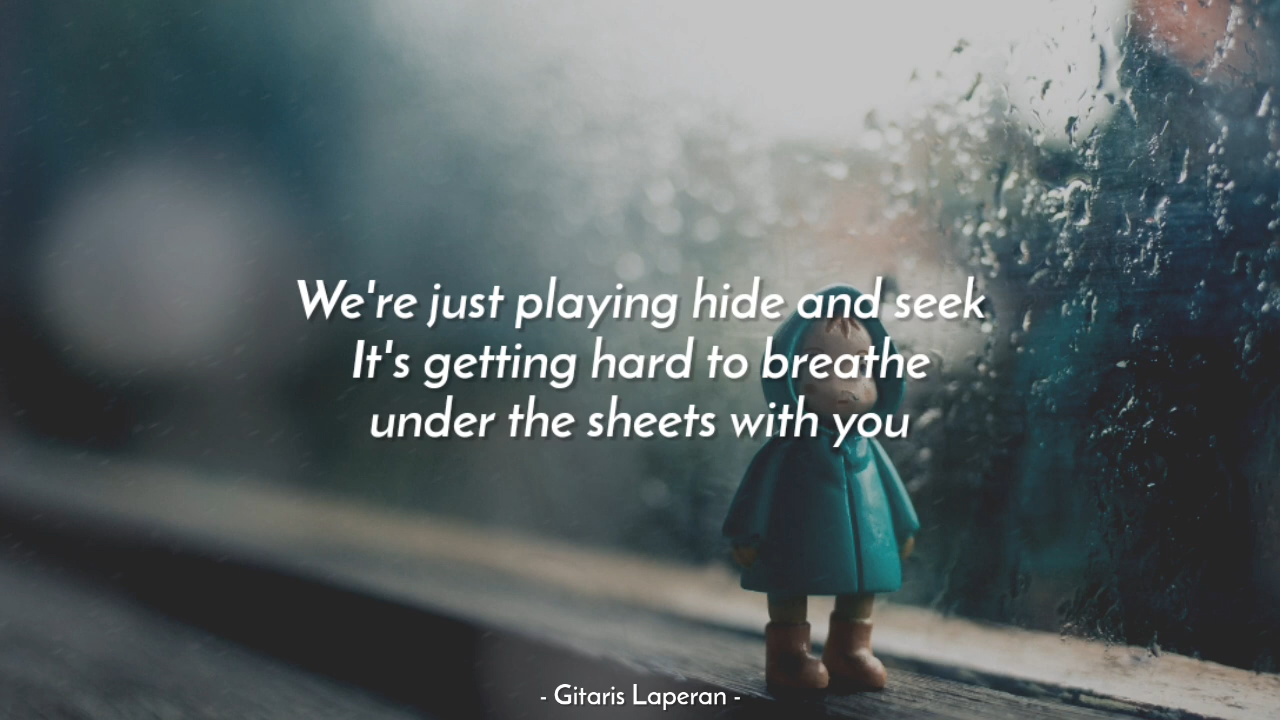 We're just playing hide and seek
It's getting hard to breathe
under the sheets with you
- Gitaris Laperan -